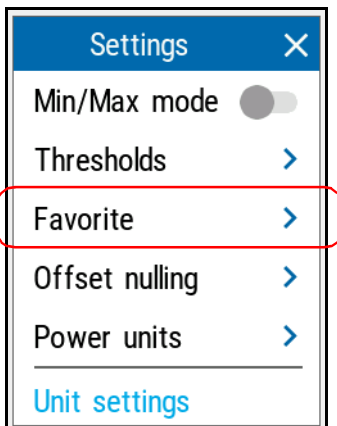 Settings
Min/Max mode
Thresholds
Favorite
Offset nulling
Power units
Unit settings